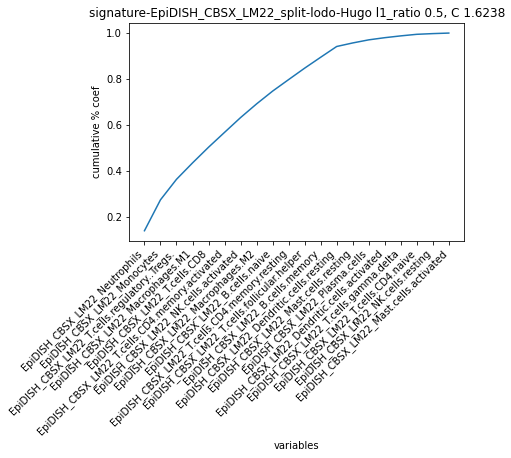 signature-EpiDISH_CBSX_LM22_split-lodo-Hugo l1_ratio 0.5, C 1.6238
cumulative % coef
1.0
0.8
0.6
0.4
0.2
EpiDISH_CBSX_LM22_Neutrophils
EpiDISH_CBSX_LM22_Monocytes
EpiDISH_CBSX_LM22_T.cells.regulatory..Tregs.
EpiDISH_CBSX_LM22_Macrophages.M1
EpiDISH_CBSX_LM22_T.cells.CD8
EpiDISH_CBSX_LM22_T.cells.CD4.memory.activated
EpiDISH_CBSX_LM22_NK.cells.activated
EpiDISH_CBSX_LM22_Macrophages.M2
EpiDISH_CBSX_LM22_B.cells.naive
EpiDISH_CBSX_LM22_T.cells.CD4.memory.resting
EpiDISH_CBSX_LM22_T.cells.follicular.helper
EpiDISH_CBSX_LM22_B.cells.memory
EpiDISH_CBSX_LM22_Dendritic.cells.resting
EpiDISH_CBSX_LM22_Mast.cells.resting
EpiDISH_CBSX_LM22_Plasma.cells
EpiDISH_CBSX_LM22_Dendritic.cells.activated
EpiDISH_CBSX_LM22_T.cells.gamma.delta
EpiDISH_CBSX_LM22_T.cells.CD4.naive
EpiDISH_CBSX_LM22_NK.cells.resting
EpiDISH_CBSX_LM22_Mast.cells.activated
variables